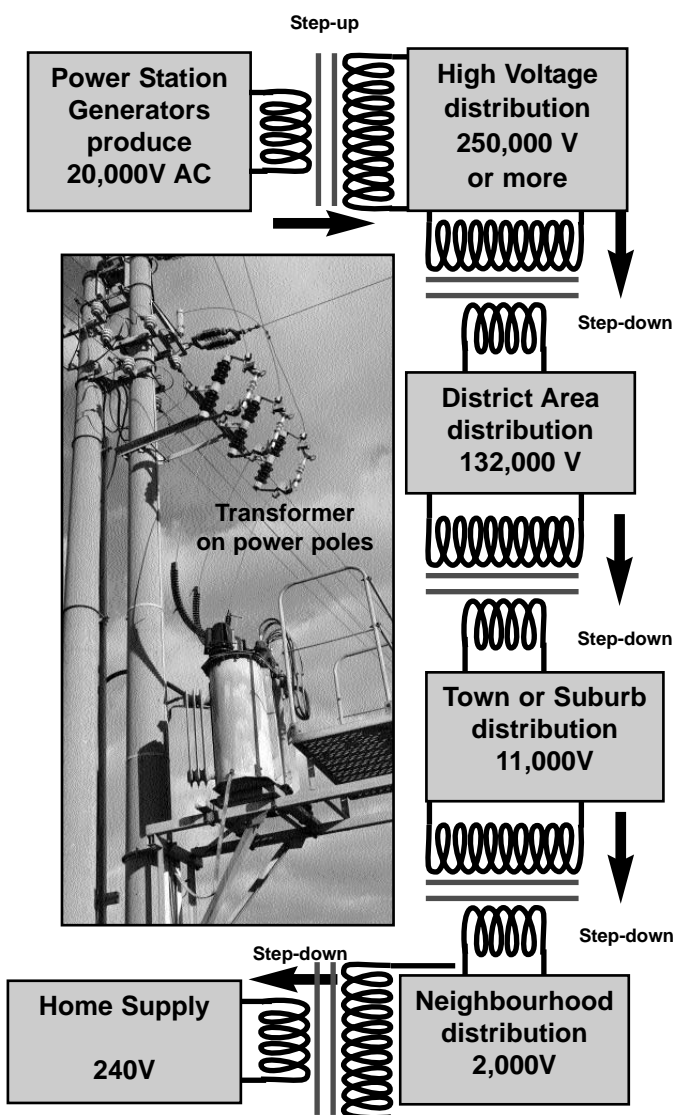 Step-up
Power Station
Generators
produce
20,000V AC
High Voltage
distribution
250,000 V
or more
Step-down
District Area
distribution
132,000 V
Transformer
on power poles
Step-down
Town or Suburb
distribution
11,000V
Step-down
Step-down
Home Supply
240V
Neighbourhood
distribution
2,000V